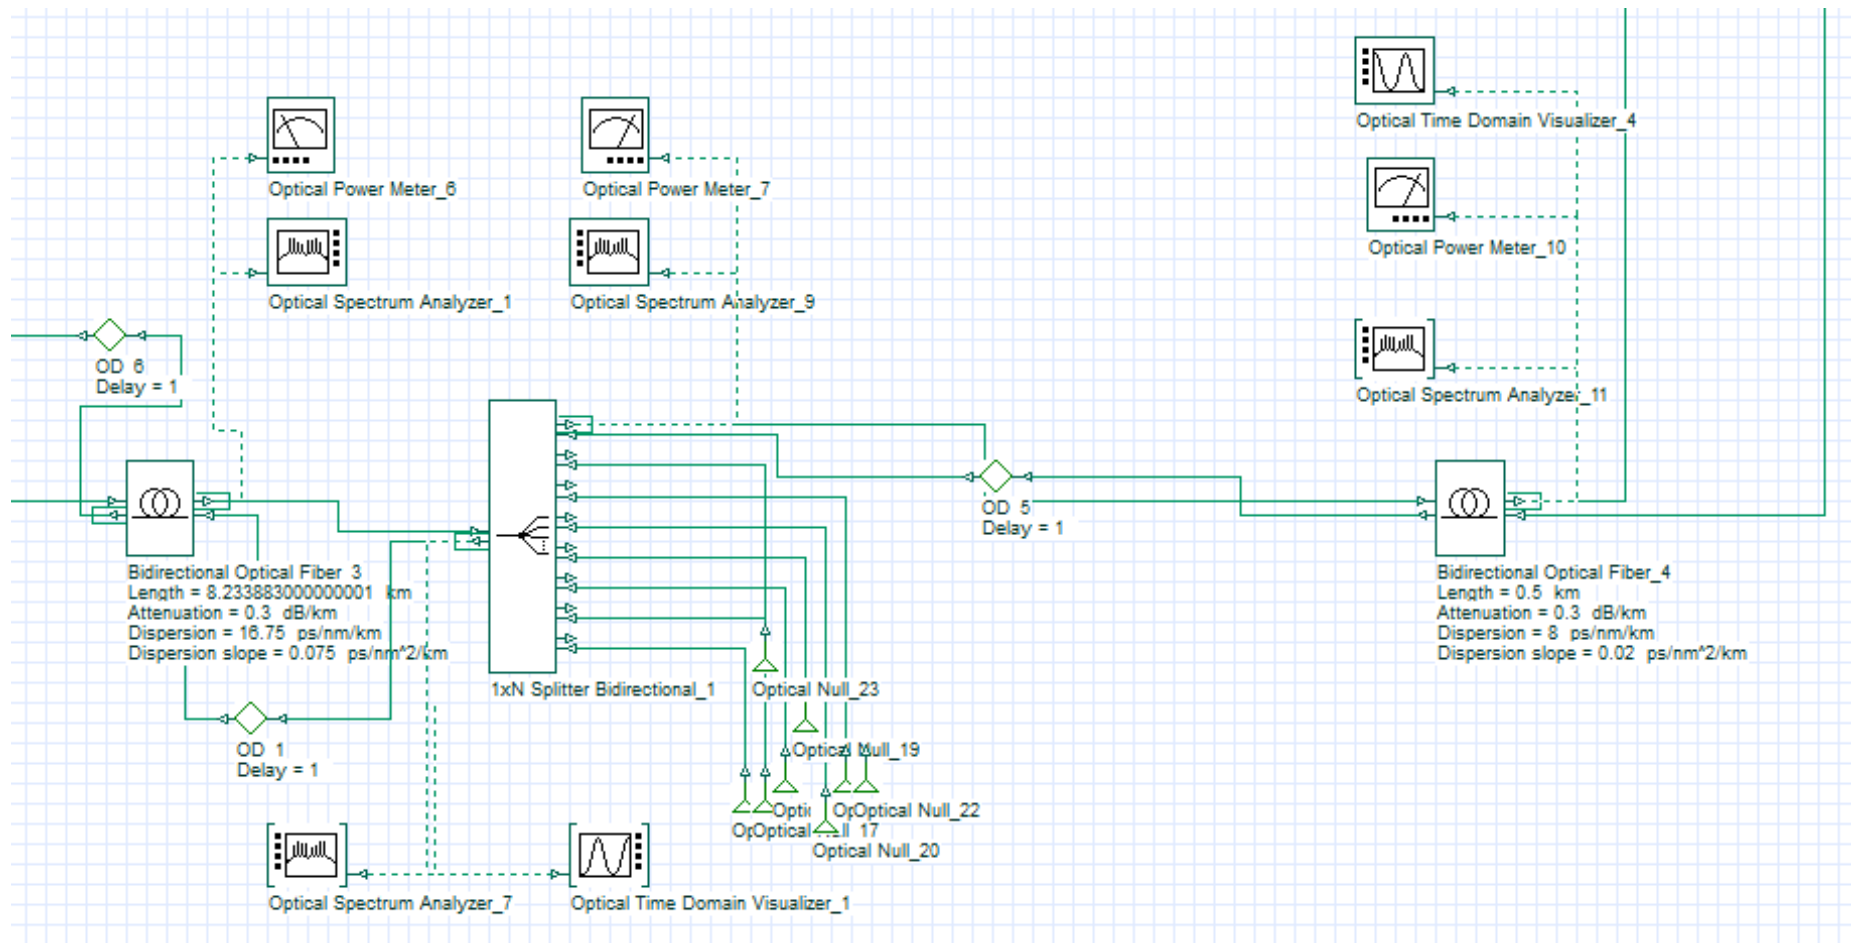 Optical Time Domain Visualizer_4
Optical Power Meter_6
Optical Power Meter_7
Optical Power Meter_10
Optical Spectrum Analyzer_1
Optical Spectrum Analyzer_9
OD_6
Delay = 1
Optical Spectrum Analyzer_11
OD_5
Delay = 1
Bidirectional Optical Fiber_3
Length = 8.233883000000001 km
Attenuation = 0.3 dB/km
Dispersion = 16.75 ps/nm/km
Dispersion slope = 0.075 ps/nm^2/km
Bidirectional Optical Fiber_4
Length = 0.5 km
Attenuation = 0.3 dB/km
Dispersion = 8 ps/nm/km
Dispersion slope = 0.02 ps/nm^2/km
1xN Splitter Bidirectional_1
Optical Null_23
OD_1
Delay = 1
Optical Null_19
Optical Null_22
Optical Null_17
Optical Null_20
Optical Spectrum Analyzer_7
Optical Time Domain Visualizer_1